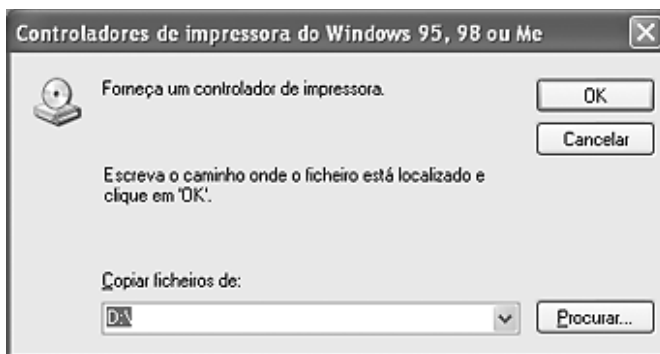 Controladores de impressora do Windows 95, 98 ou Me
Forneça um controlador de impressora.
OK
Cancelar
Escreva o caminho onde o ficheiro está localizado e
clique em 'OK'.
Copiar ficheiros de:
D:\
Procurar...